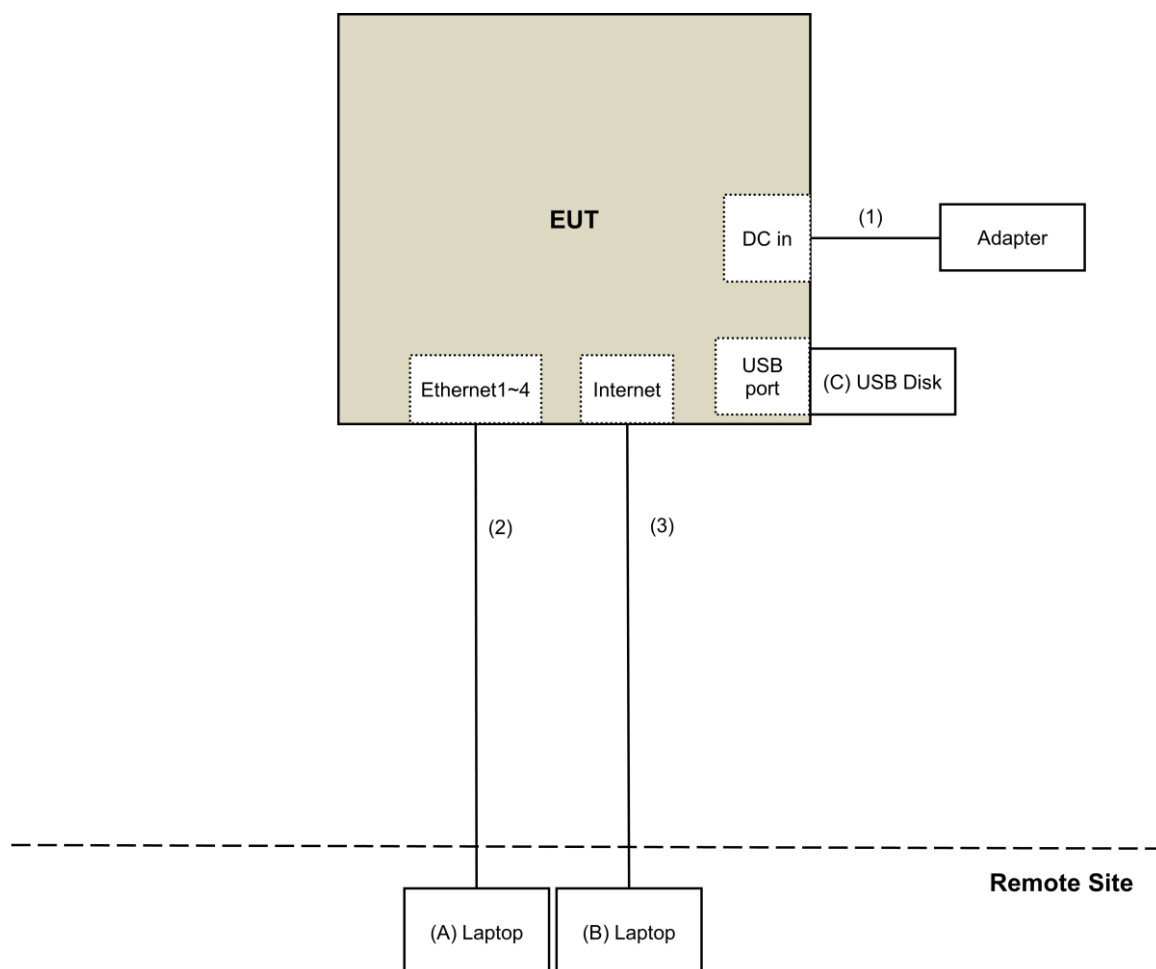 EUT
DC in
(1)
Adapter
USB
port
(C) USB Disk
Ethernet1~4
Internet
(2)
(3)
Remote Site
(A) Laptop
(B) Laptop